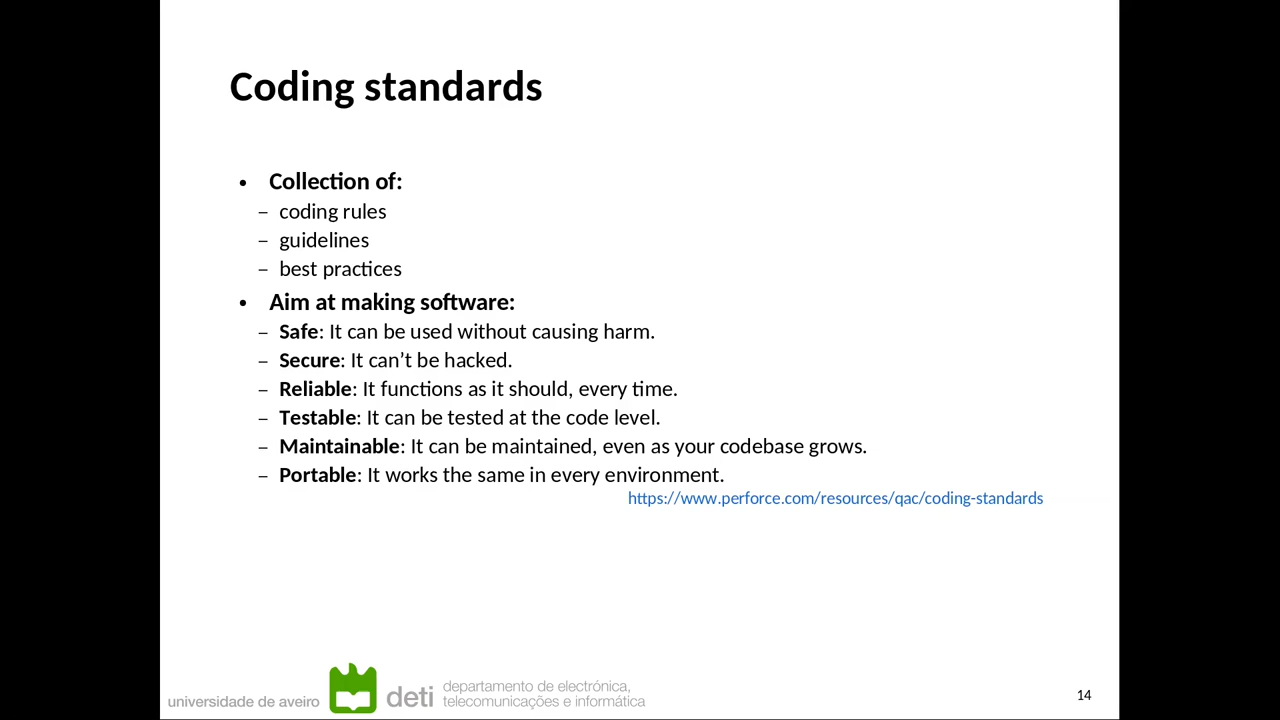 Coding standards
• Collection of:
– coding rules
– guidelines
– best practices
• Aim at making software:
– Safe: It can be used without causing harm.
– Secure: It can’t be hacked.
– Reliable: It functions as it should, every time.
– Testable: It can be tested at the code level.
– Maintainable: It can be maintained, even as your codebase grows.
– Portable: It works the same in every environment.
https://www.perforce.com/resources/qac/coding-standards
universidade de aveiro
deti
departamento de electrónica,
telecomunicações e informática
14